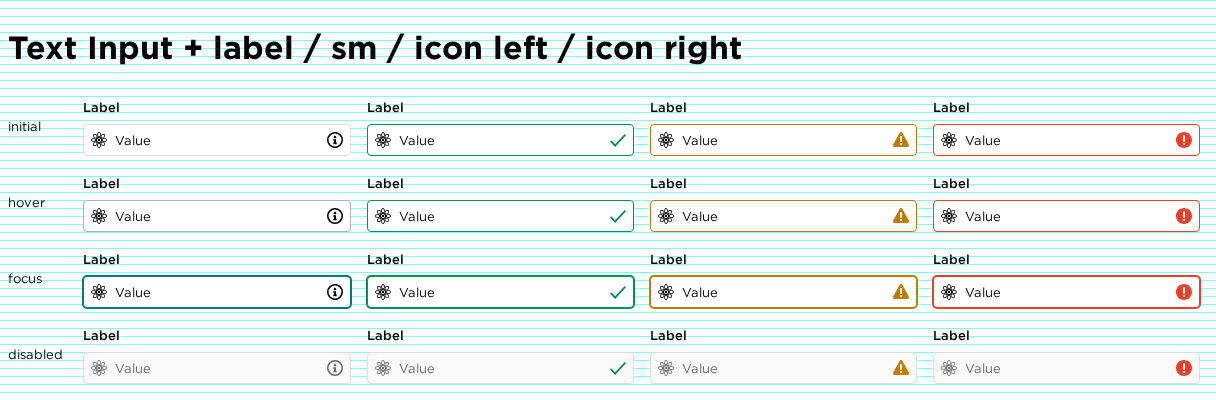 Text Input + label / sm / icon left / icon right
Label Label Label Label
initial Value Value Value Value
Label Label Label Label
hover Value Value Value Value
Label Label Label Label
focus Value Value Value Value
Label Label Label Label
disabled Value Value Value Value